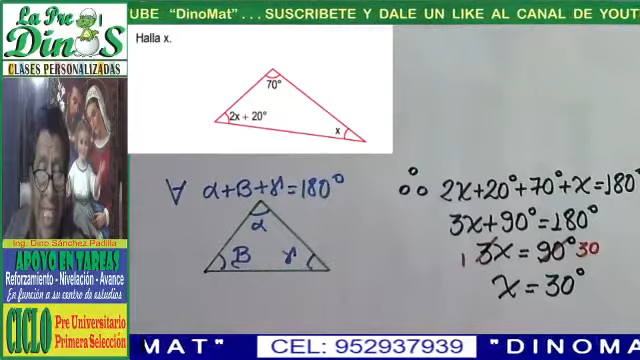 La Pre
DinoS
CLASES PERSONALIZADAS
UBE "DinoMat"... SUSCRIBETE Y DALE UN LIKE AL CANAL DE YOUT
Halla x.
70°
2x + 20°
x
∀ α+B+γ=180°
α
B
γ
∴ 2x+20°+70°+x=180°
3x+90°=180°
1 3x = 90° 30
x = 30°
Ing. Dino Sánchez Padilla
APOYO EN TAREAS
Reforzamiento - Nivelación - Avance
En función a su centro de estudios
CICLO Pre Universitario
Primera Selección
MAT" CEL: 952937939 "DINOMA